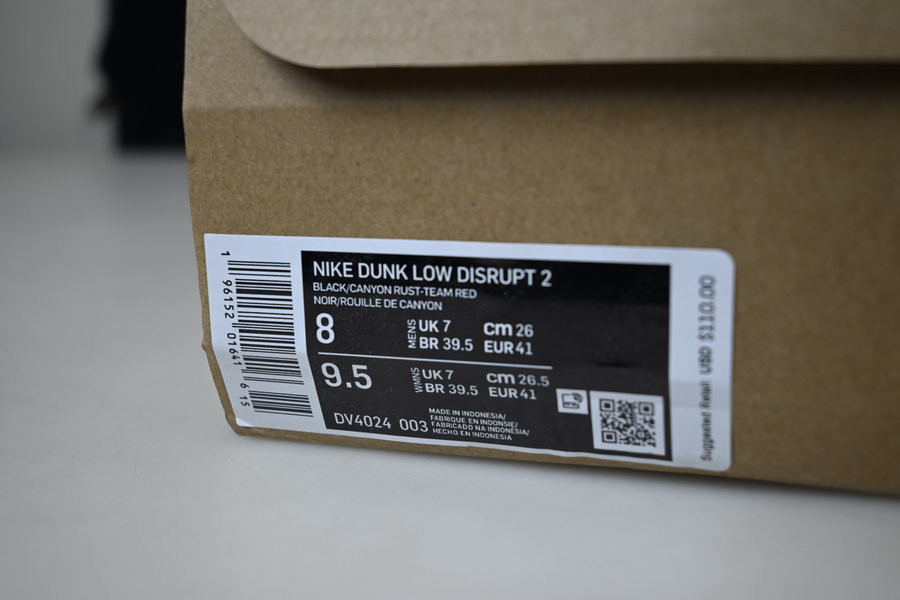 1 96152 01641 6 15
NIKE DUNK LOW DISRUPT 2
BLACK/CANYON RUST-TEAM RED
NOIR/ROUILLE DE CANYON
8
MENS
UK 7 cm 26
BR 39.5 EUR 41
9.5
WMNS
UK 7 cm 26.5
BR 39.5 EUR 41
DV4024 003
MADE IN INDONESIA/
FABRIQUE EN INDONSIE/
FABRICADO NA INDONÉSIA/
HECHO EN INDONESIA
Suggested Retail: USD $110.00